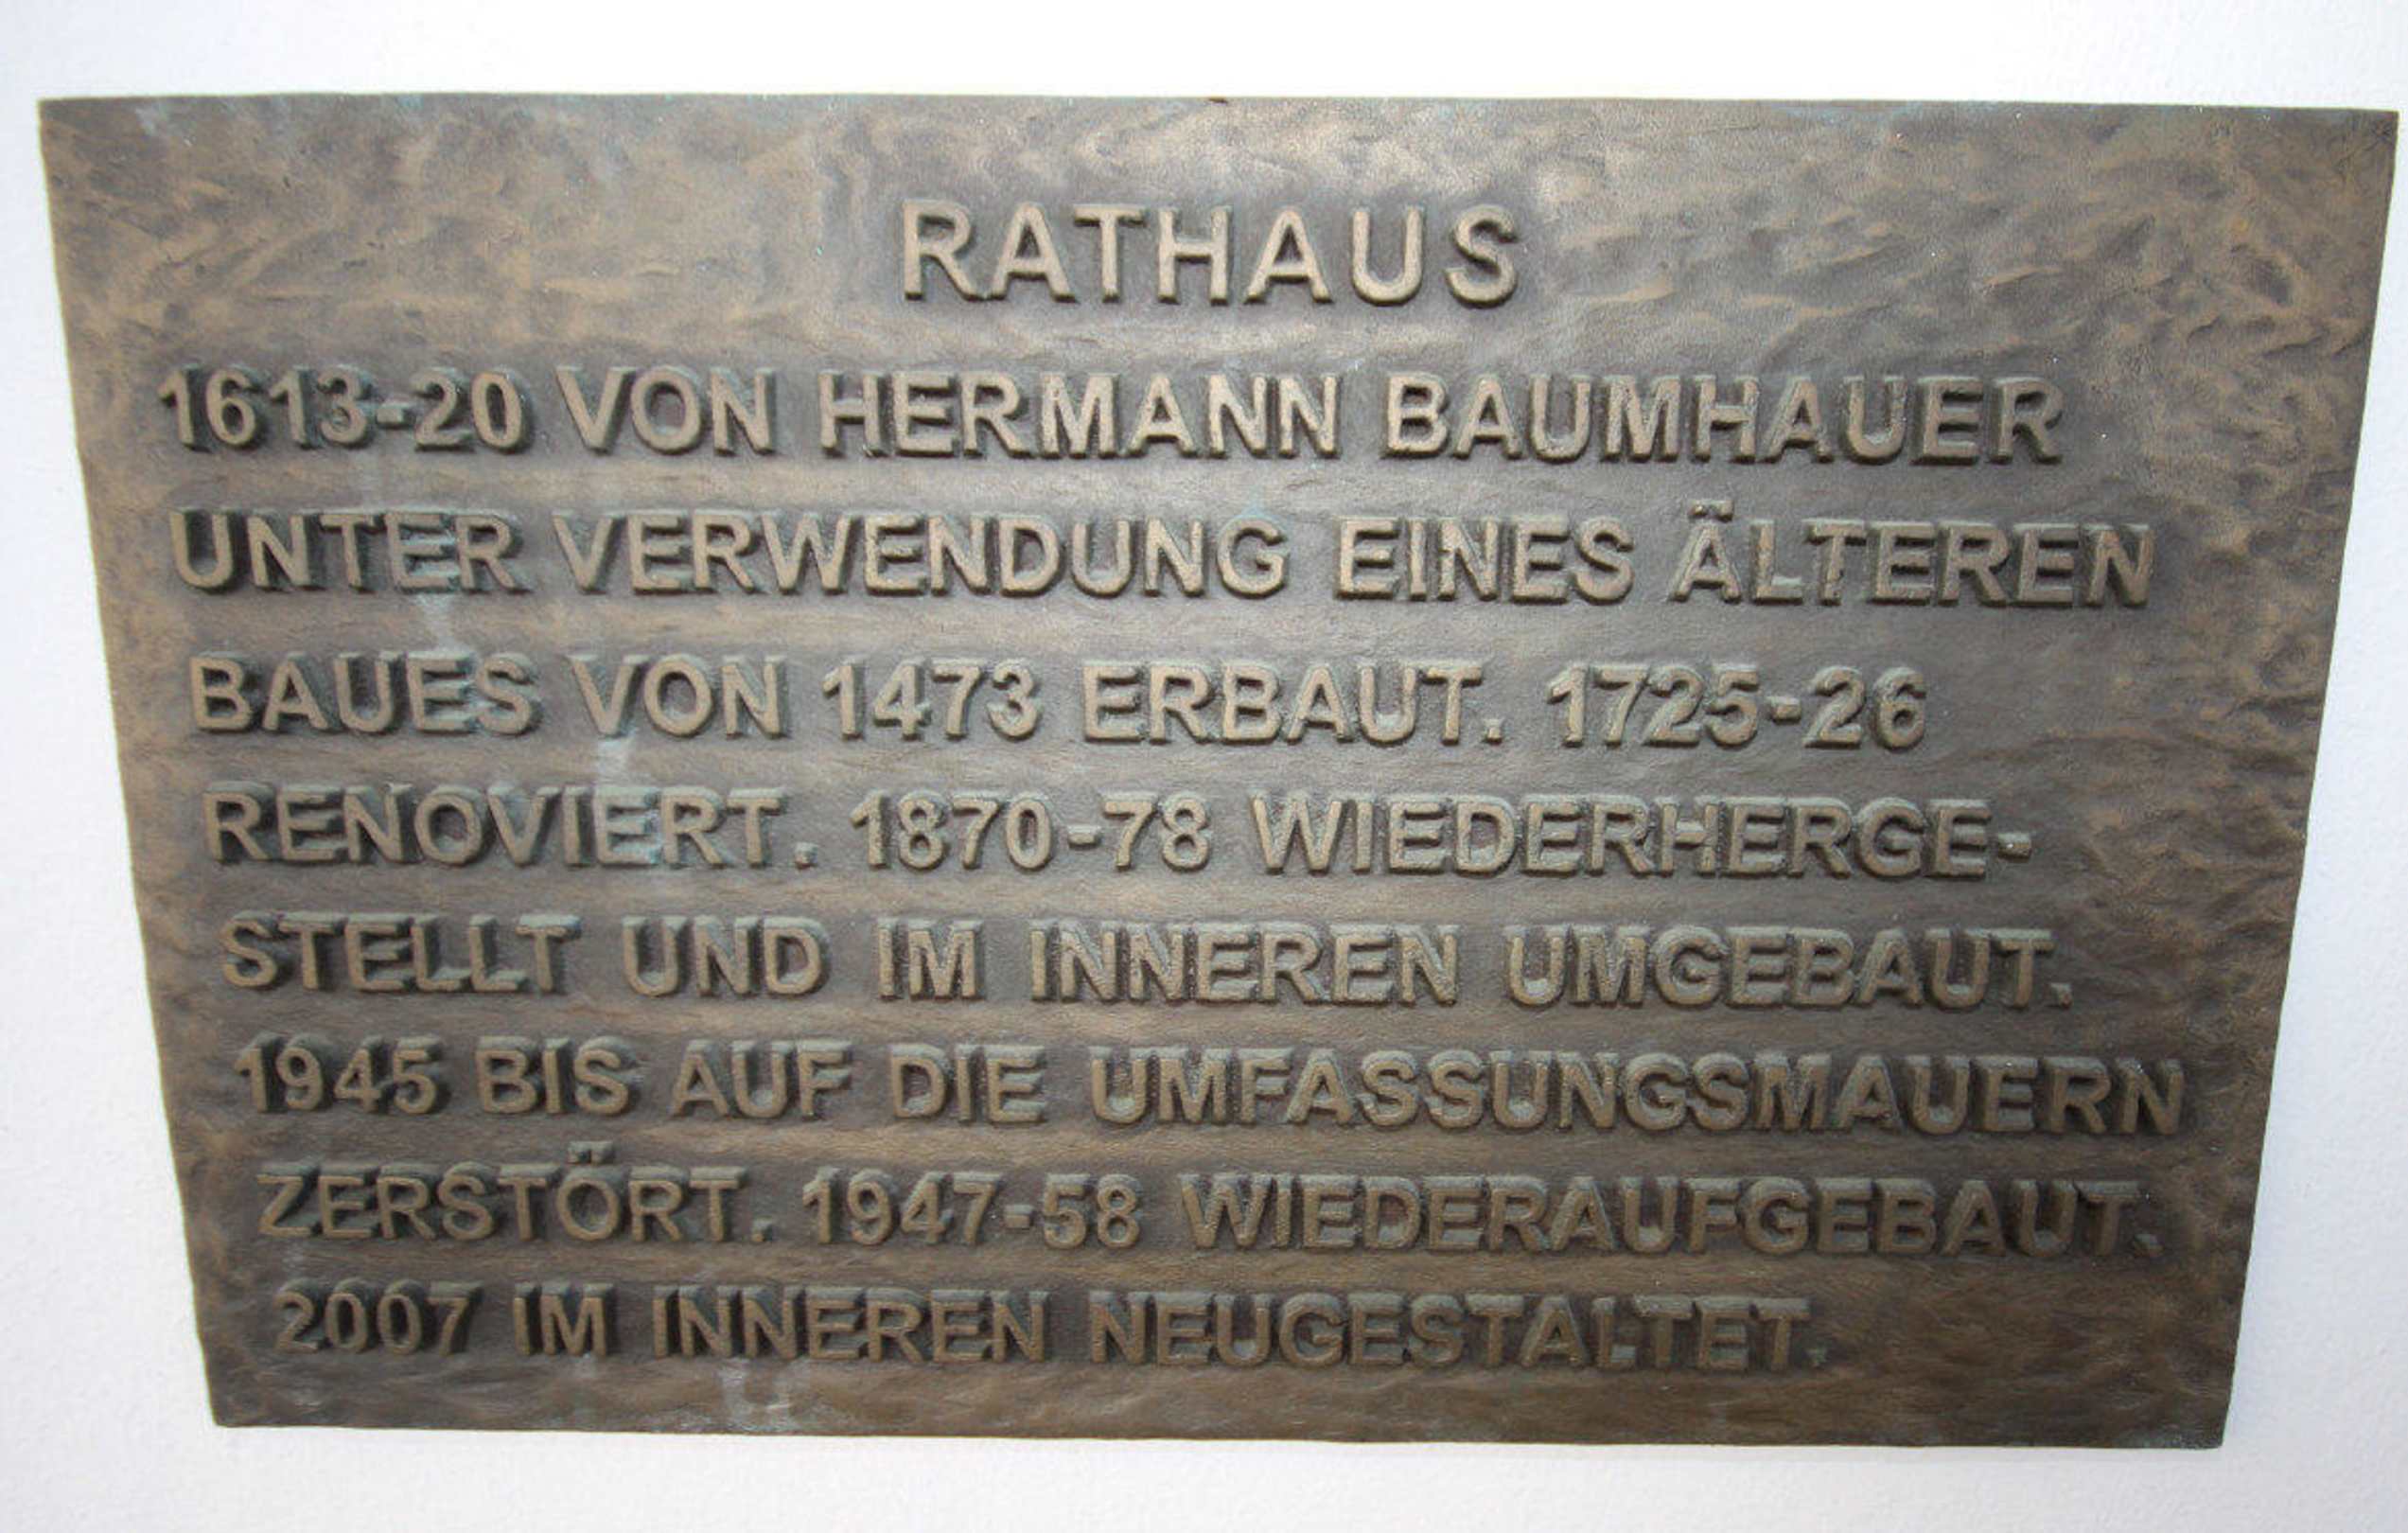 RATHAUS
1613-20 VON HERMANN BAUMHAUER
UNTER VERWENDUNG EINES ÄLTEREN
BAUES VON 1473 ERBAUT. 1725-26
RENOVIERT. 1870-78 WIEDERHERGE-
STELLT UND IM INNEREN UMGEBAUT.
1945 BIS AUF DIE UMFASSUNGSMAUERN
ZERSTÖRT. 1947-58 WIEDERAUFGEBAUT.
2007 IM INNEREN NEUGESTALTET.